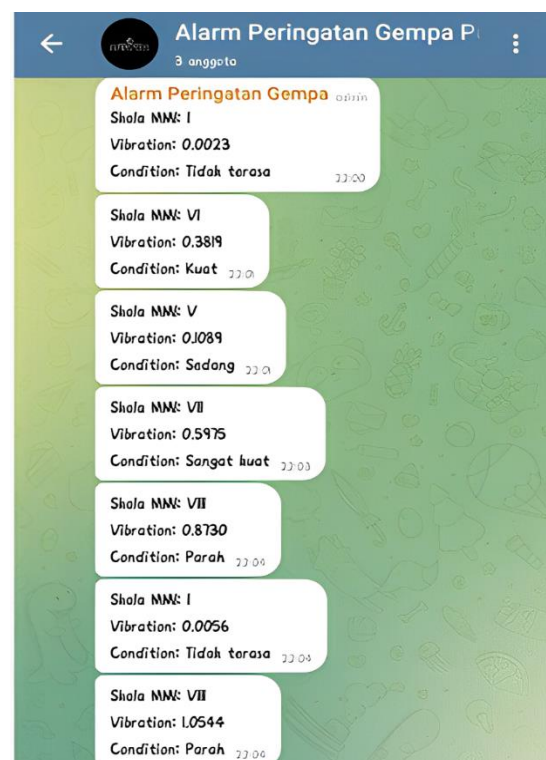 Alarm Peringatan Gempa P
3 anggota
Alarm Peringatan Gempa admin
Skala MMI: I
Vibration: 0.0023
Condition: Tidak terasa
Skala MMI: VI
Vibration: 0.3819
Condition: Kuat
Skala MMI: V
Vibration: 0.1089
Condition: Sedang
Skala MMI: VII
Vibration: 0.5975
Condition: Sangat kuat
Skala MMI: VII
Vibration: 0.8730
Condition: Parah
Skala MMI: I
Vibration: 0.0056
Condition: Tidak terasa
Skala MMI: VII
Vibration: 1.0544
Condition: Parah